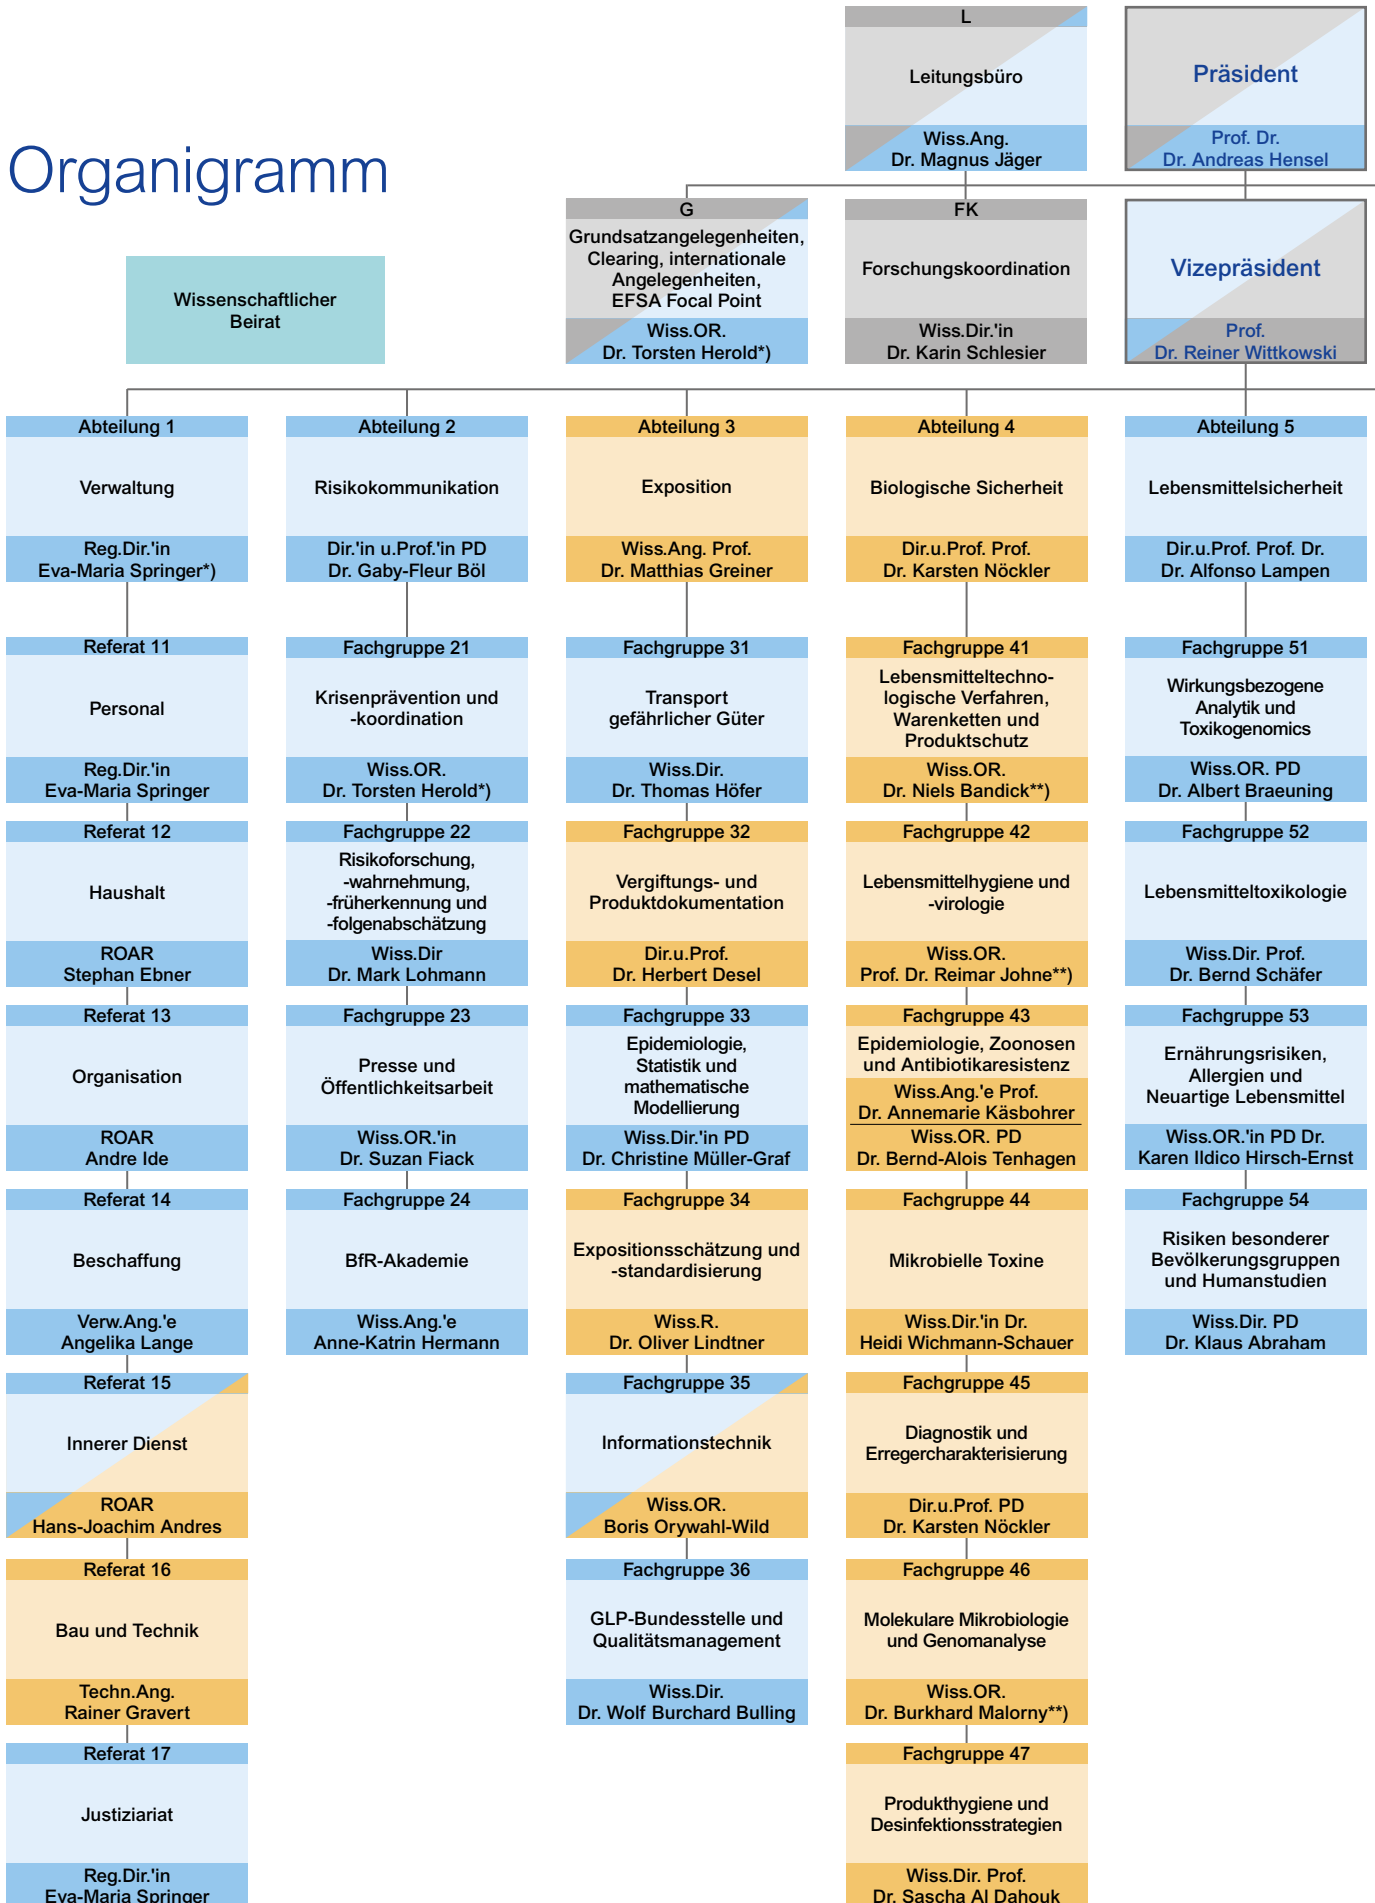 Organigramm
L
Leitungsbüro
Wiss.Ang.
Dr. Magnus Jäger
Präsident
Prof. Dr.
Dr. Andreas Hensel
G
Grundsatzangelegenheiten,
Clearing, internationale
Angelegenheiten,
EFSA Focal Point
Wiss.OR.
Dr. Torsten Herold*)
FK
Forschungskoordination
Wiss.Dir.'in
Dr. Karin Schlesier
Vizepräsident
Prof.
Dr. Reiner Wittkowski
Wissenschaftlicher
Beirat
Abteilung 1
Verwaltung
Reg.Dir.'in
Eva-Maria Springer*)
Referat 11
Personal
Reg.Dir.'in
Eva-Maria Springer
Referat 12
Haushalt
ROAR
Stephan Ebner
Referat 13
Organisation
ROAR
Andre Ide
Referat 14
Beschaffung
Verw.Ang.'e
Angelika Lange
Referat 15
Innerer Dienst
ROAR
Hans-Joachim Andres
Referat 16
Bau und Technik
Techn.Ang.
Rainer Gravert
Referat 17
Justiziariat
Reg.Dir.'in
Eva-Maria Springer
Abteilung 2
Risikokommunikation
Dir.'in u.Prof.'in PD
Dr. Gaby-Fleur Böl
Fachgruppe 21
Krisenprävention und
-koordination
Wiss.OR.
Dr. Torsten Herold*)
Fachgruppe 22
Risikoforschung,
-wahrnehmung,
-früherkennung und
-folgenabschätzung
Wiss.Dir
Dr. Mark Lohmann
Fachgruppe 23
Presse und
Öffentlichkeitsarbeit
Wiss.OR.'in
Dr. Suzan Fiack
Fachgruppe 24
BfR-Akademie
Wiss.Ang.'e
Anne-Katrin Hermann
Abteilung 3
Exposition
Wiss.Ang. Prof.
Dr. Matthias Greiner
Fachgruppe 31
Transport
gefährlicher Güter
Wiss.Dir.
Dr. Thomas Höfer
Fachgruppe 32
Vergiftungs- und
Produktdokumentation
Dir.u.Prof.
Dr. Herbert Desel
Fachgruppe 33
Epidemiologie,
Statistik und
mathematische
Modellierung
Wiss.Dir.'in PD
Dr. Christine Müller-Graf
Fachgruppe 34
Expositionsschätzung und
-standardisierung
Wiss.R.
Dr. Oliver Lindtner
Fachgruppe 35
Informationstechnik
Wiss.OR.
Boris Orywahl-Wild
Fachgruppe 36
GLP-Bundesstelle und
Qualitätsmanagement
Wiss.Dir.
Dr. Wolf Burchard Bulling
Abteilung 4
Biologische Sicherheit
Dir.u.Prof. Prof.
Dr. Karsten Nöckler
Fachgruppe 41
Lebensmitteltechno-
logische Verfahren,
Warenketten und
Produktschutz
Wiss.OR.
Dr. Niels Bandick**)
Fachgruppe 42
Lebensmittelhygiene und
-virologie
Wiss.OR.
Prof. Dr. Reimar Johne**)
Fachgruppe 43
Epidemiologie, Zoonosen
und Antibiotikaresistenz
Wiss.Ang.'e Prof.
Dr. Annemarie Käsbohrer
Wiss.OR. PD
Dr. Bernd-Alois Tenhagen
Fachgruppe 44
Mikrobielle Toxine
Wiss.Dir.'in Dr.
Heidi Wichmann-Schauer
Fachgruppe 45
Diagnostik und
Erregercharakterisierung
Dir.u.Prof. PD
Dr. Karsten Nöckler
Fachgruppe 46
Molekulare Mikrobiologie
und Genomanalyse
Wiss.OR.
Dr. Burkhard Malorny**)
Fachgruppe 47
Produkthygiene und
Desinfektionsstrategien
Wiss.Dir. Prof.
Dr. Sascha Al Dahouk
Abteilung 5
Lebensmittelsicherheit
Dir.u.Prof. Prof. Dr.
Dr. Alfonso Lampen
Fachgruppe 51
Wirkungsbezogene
Analytik und
Toxikogenomics
Wiss.OR. PD
Dr. Albert Braeuning
Fachgruppe 52
Lebensmitteltoxikologie
Wiss.Dir. Prof.
Dr. Bernd Schäfer
Fachgruppe 53
Ernährungsrisiken,
Allergien und
Neuartige Lebensmittel
Wiss.OR.'in PD Dr.
Karen Ildico Hirsch-Ernst
Fachgruppe 54
Risiken besonderer
Bevölkerungsgruppen
und Humanstudien
Wiss.Dir. PD
Dr. Klaus Abraham